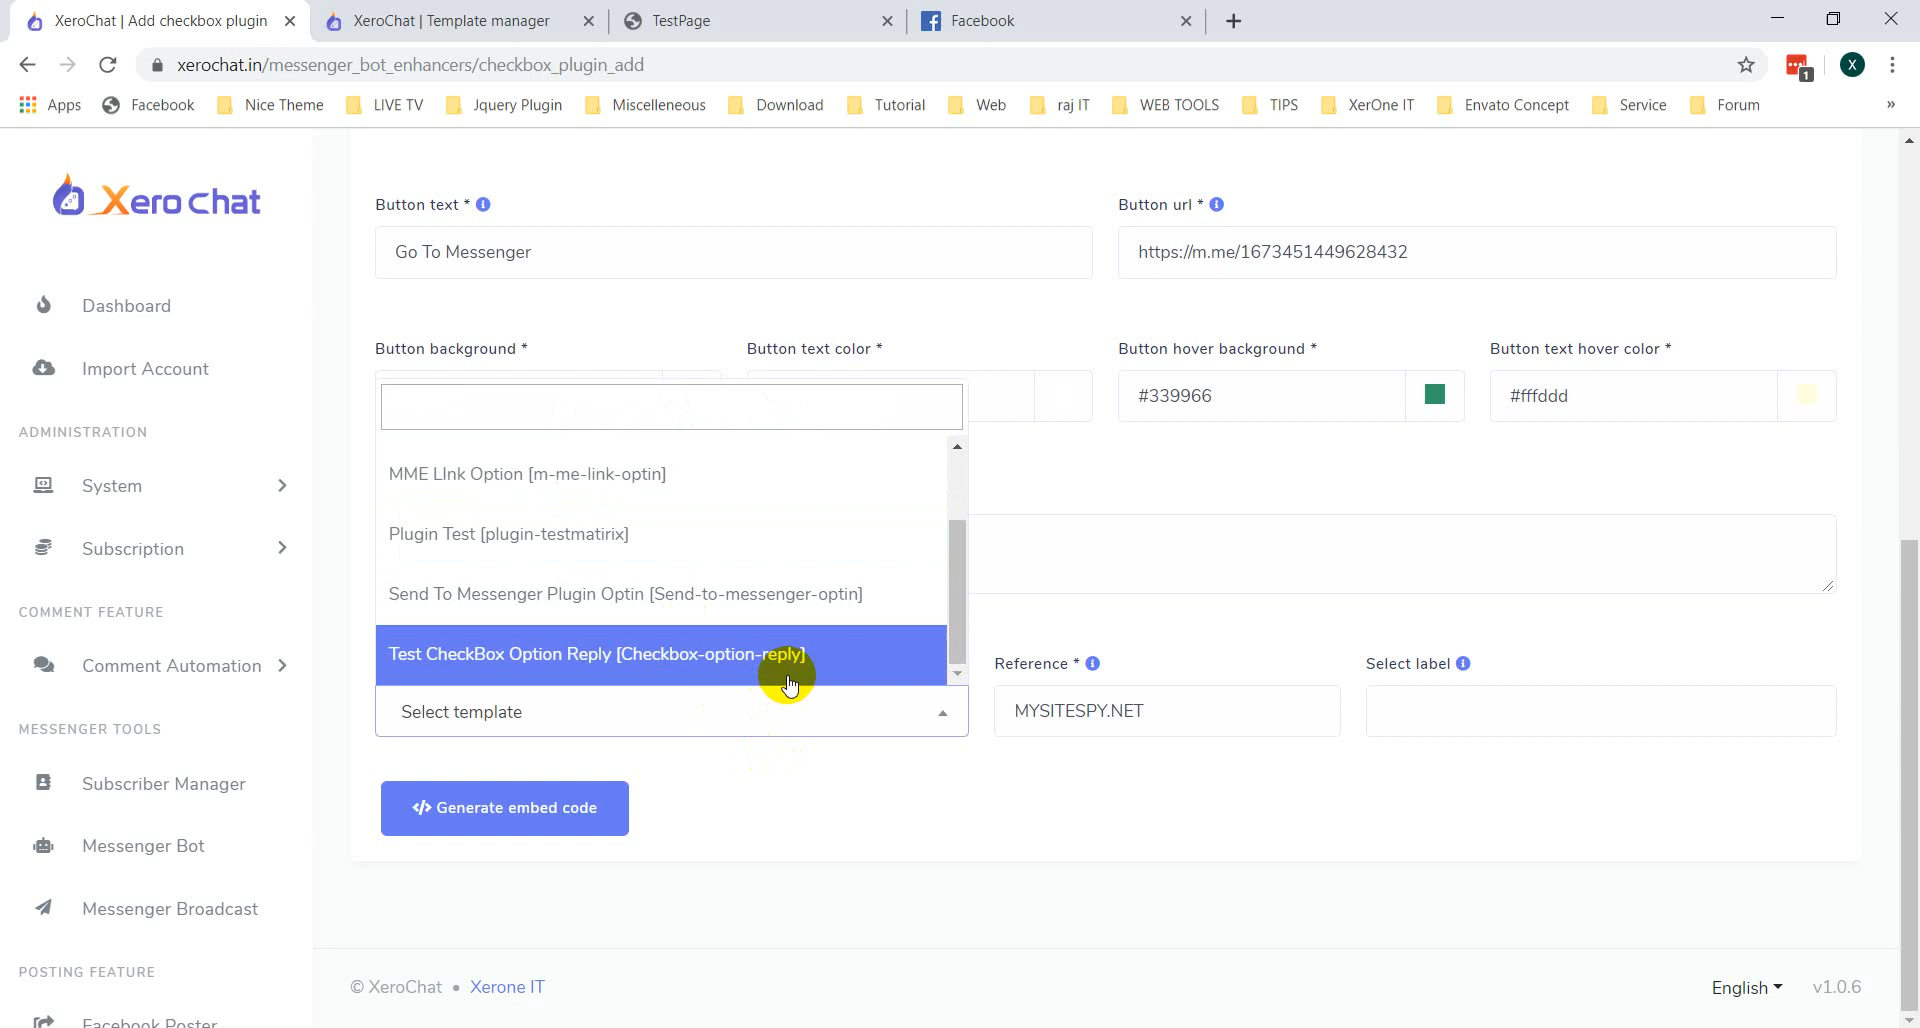 XeroChat | Add checkbox plugin
XeroChat | Template manager
TestPage
Facebook
xerochat.in/messenger_bot_enhancers/checkbox_plugin_add
1
X
Apps
Facebook
Nice Theme
LIVE TV
Jquery Plugin
Miscelleneous
Download
Tutorial
Web
raj IT
WEB TOOLS
TIPS
XerOne IT
Envato Concept
Service
Forum
»
Xero Chat
Dashboard
Import Account
ADMINISTRATION
System
Subscription
COMMENT FEATURE
Comment Automation
MESSENGER TOOLS
Subscriber Manager
Messenger Bot
Messenger Broadcast
POSTING FEATURE
Facebook Poster
Button text *
Go To Messenger
Button url *
https://m.me/1673451449628432
Button background *
Button text color *
Button hover background *
#339966
Button text hover color *
#fffddd
MME LInk Option [m-me-link-optin]
Plugin Test [plugin-testmatirix]
Send To Messenger Plugin Optin [Send-to-messenger-optin]
Test CheckBox Option Reply [Checkbox-option-reply]
Select template
Reference *
MYSITESPY.NET
Select label
</> Generate embed code
© XeroChat • Xerone IT
English
v1.0.6